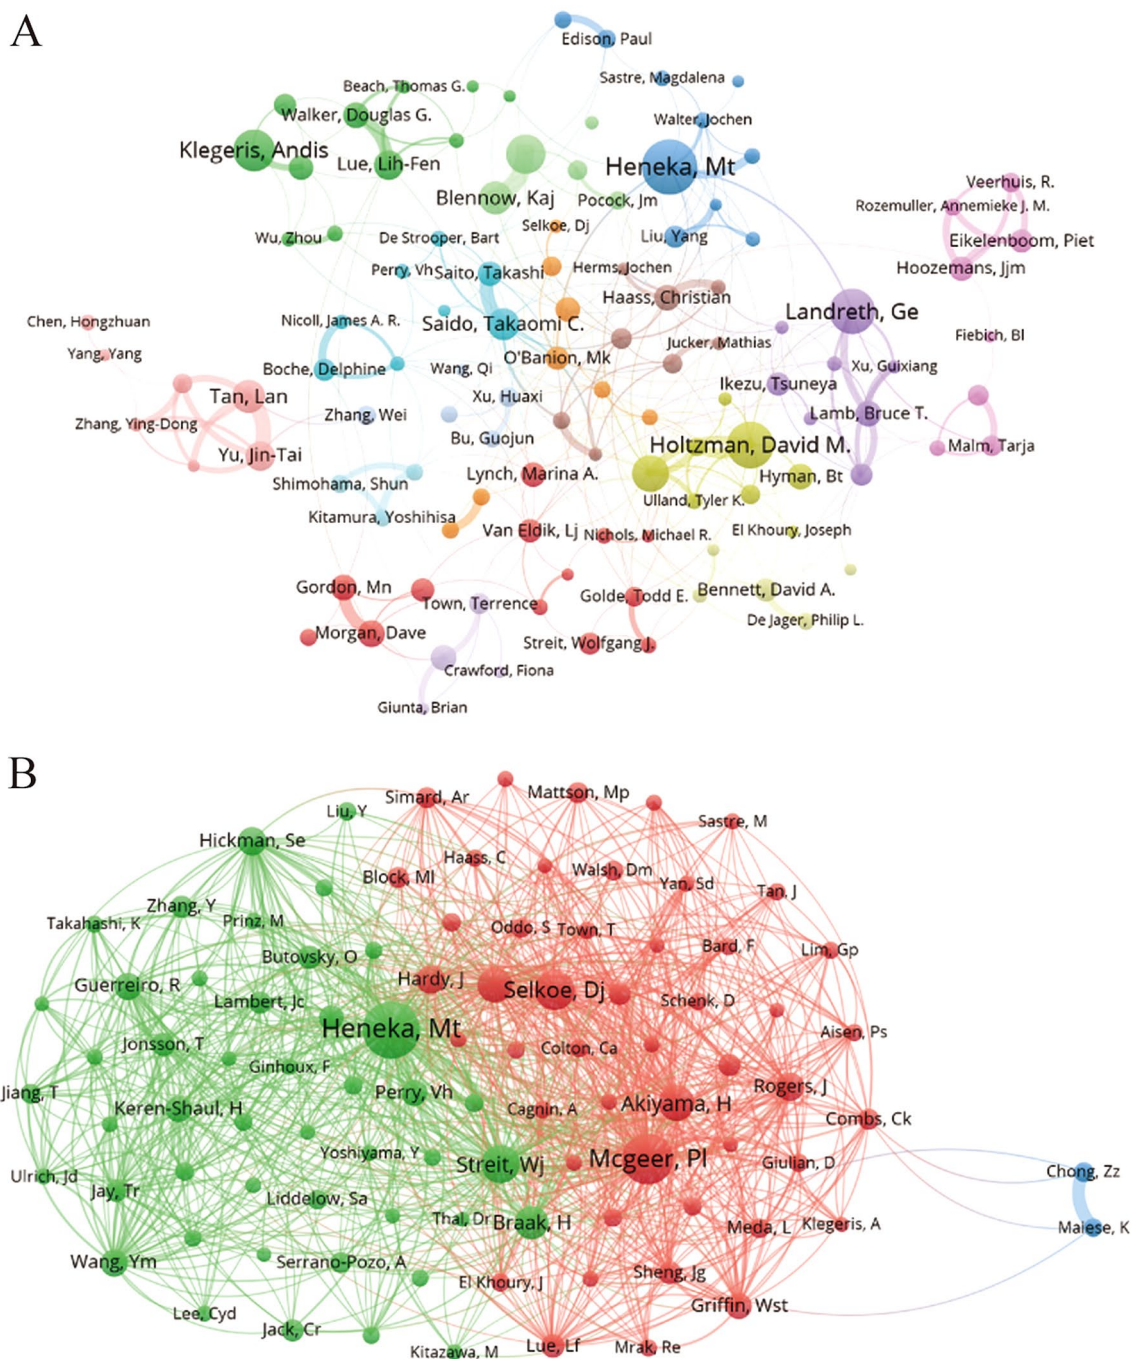 A
Edison, Paul
Beach, Thomas G.
Sastre, Magdalena
Walker, Douglas G.
Walter, Jochen
Klegeris, Andis
Lue, Lih-Fen
Heneka, Mt
Veerhuis, R.
Blennow, Kaj
Pocock, Jm
Rozemuller, Annemieke J. M.
Selkoe, Dj
Wu, Zhou
De Strooper, Bart
Liu, Yang
Eikelenboom, Piet
Perry, Vh
Saito, Takashi
Herms, Jochen
Hoozemans, Jjm
Haass, Christian
Landreth, Ge
Chen, Hongzhuan
Nicoll, James A. R.
Saido, Takaomi C.
Fiebich, Bl
Jucker, Mathias
Yang, Yang
O'Banion, Mk
Boche, Delphine
Wang, Qi
Xu, Guixiang
Ikezu, Tsuneya
Tan, Lan
Xu, Huaxi
Zhang, Ying-Dong
Zhang, Wei
Lamb, Bruce T.
Bu, Guojun
Holtzman, David M.
Malm, Tarja
Yu, Jin-Tai
Lynch, Marina A.
Hyman, Bt
Shimohama, Shun
Ulland, Tyler K.
Kitamura, Yoshihisa
Van Eldik, Lj
Nichols, Michael R.
El Khoury, Joseph
Gordon, Mn
Town, Terrence
Golde, Todd E.
Bennett, David A.
De Jager, Philip L.
Morgan, Dave
Streit, Wolfgang J.
Crawford, Fiona
Giunta, Brian
B
Simard, Ar
Mattson, Mp
Liu, Y
Sastre, M
Hickman, Se
Haass, C
Block, Ml
Walsh, Dm
Yan, Sd
Tan, J
Zhang, Y
Takahashi, K
Prinz, M
Oddo, S
Town, T
Bard, F
Lim, Gp
Butovsky, O
Hardy, J
Guerreiro, R
Selkoe, Dj
Lambert, Jc
Schenk, D
Heneka, Mt
Aisen, Ps
Jonsson, T
Colton, Ca
Ginhoux, F
Jiang, T
Perry, Vh
Rogers, J
Keren-Shaul, H
Cagnin, A
Akiyama, H
Combs, Ck
Yoshiyama, Y
Streit, Wj
Mcgeer, Pl
Giulian, D
Chong, Zz
Ulrich, Jd
Jay, Tr
Liddelow, Sa
Thal, Dr
Braak, H
Meda, L
Klegeris, A
Maiese, K
Wang, Ym
Serrano-Pozo, A
El Khoury, J
Sheng, Jg
Griffin, Wst
Lee, Cyd
Jack, Cr
Kitazawa, M
Lue, Lf
Mrak, Re